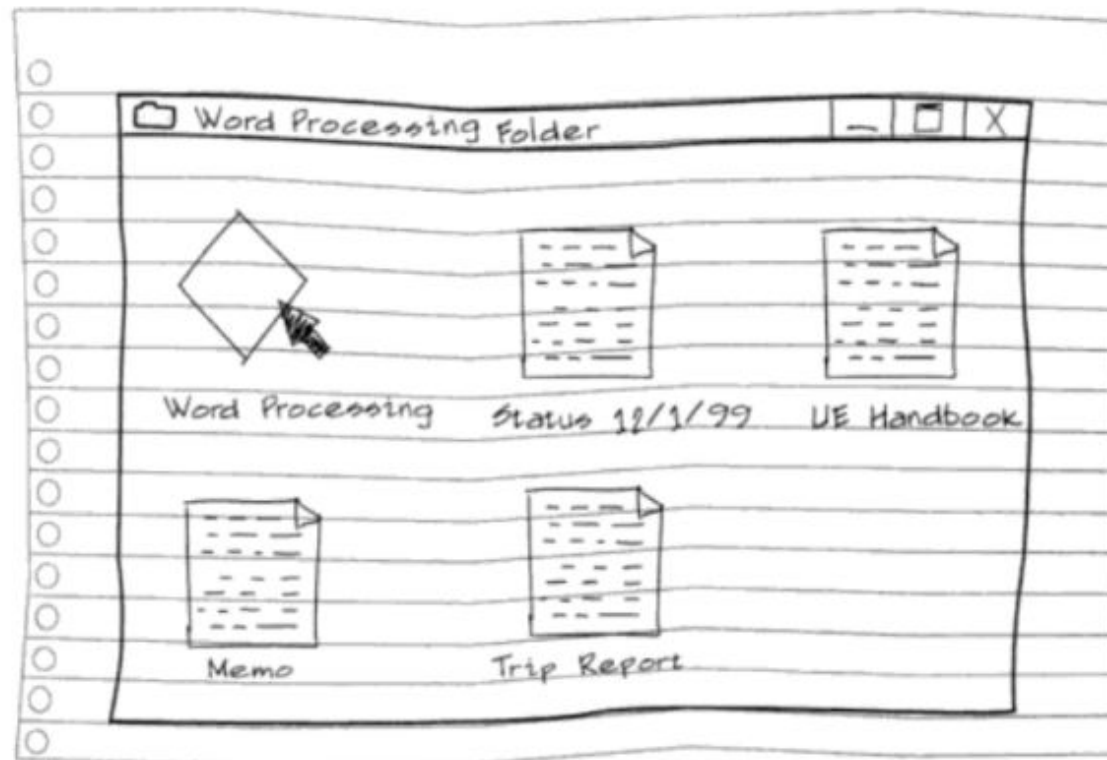 Word Processing Folder
Word Processing
Status 12/1/99
UE Handbook
Memo
Trip Report